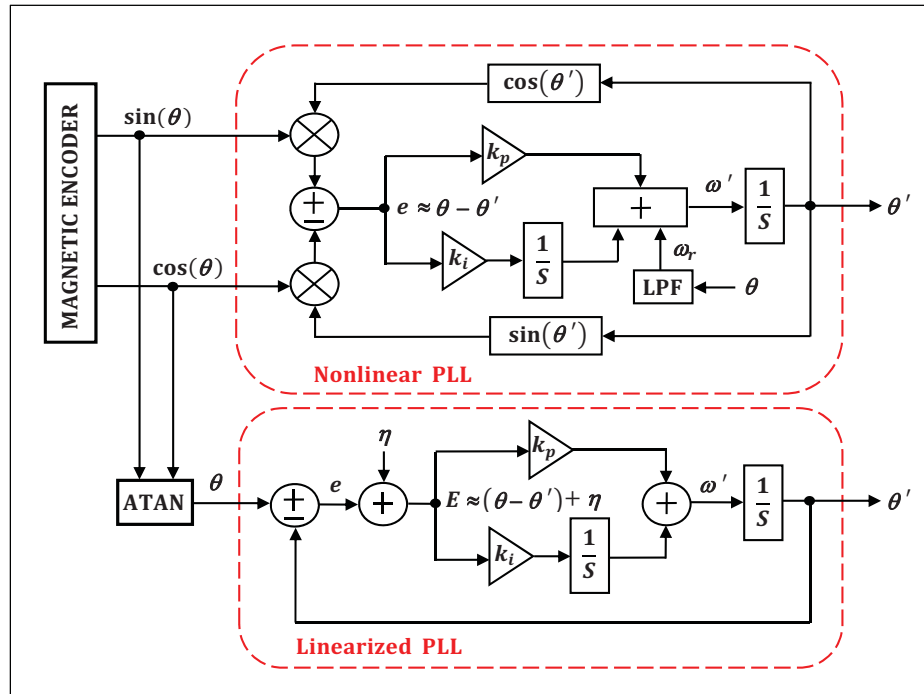 MAGNETIC ENCODER
sin(θ)
cos(θ)
cos(θ′)
×
+
−
×
e ≈ θ − θ′
k_p
k_i
1
S
+
ω′
ω_r
LPF
θ
1
S
θ′
sin(θ′)
Nonlinear PLL
ATAN
θ
+
−
e
η
+
E ≈ (θ − θ′) + η
k_p
k_i
1
S
+
ω′
1
S
θ′
Linearized PLL